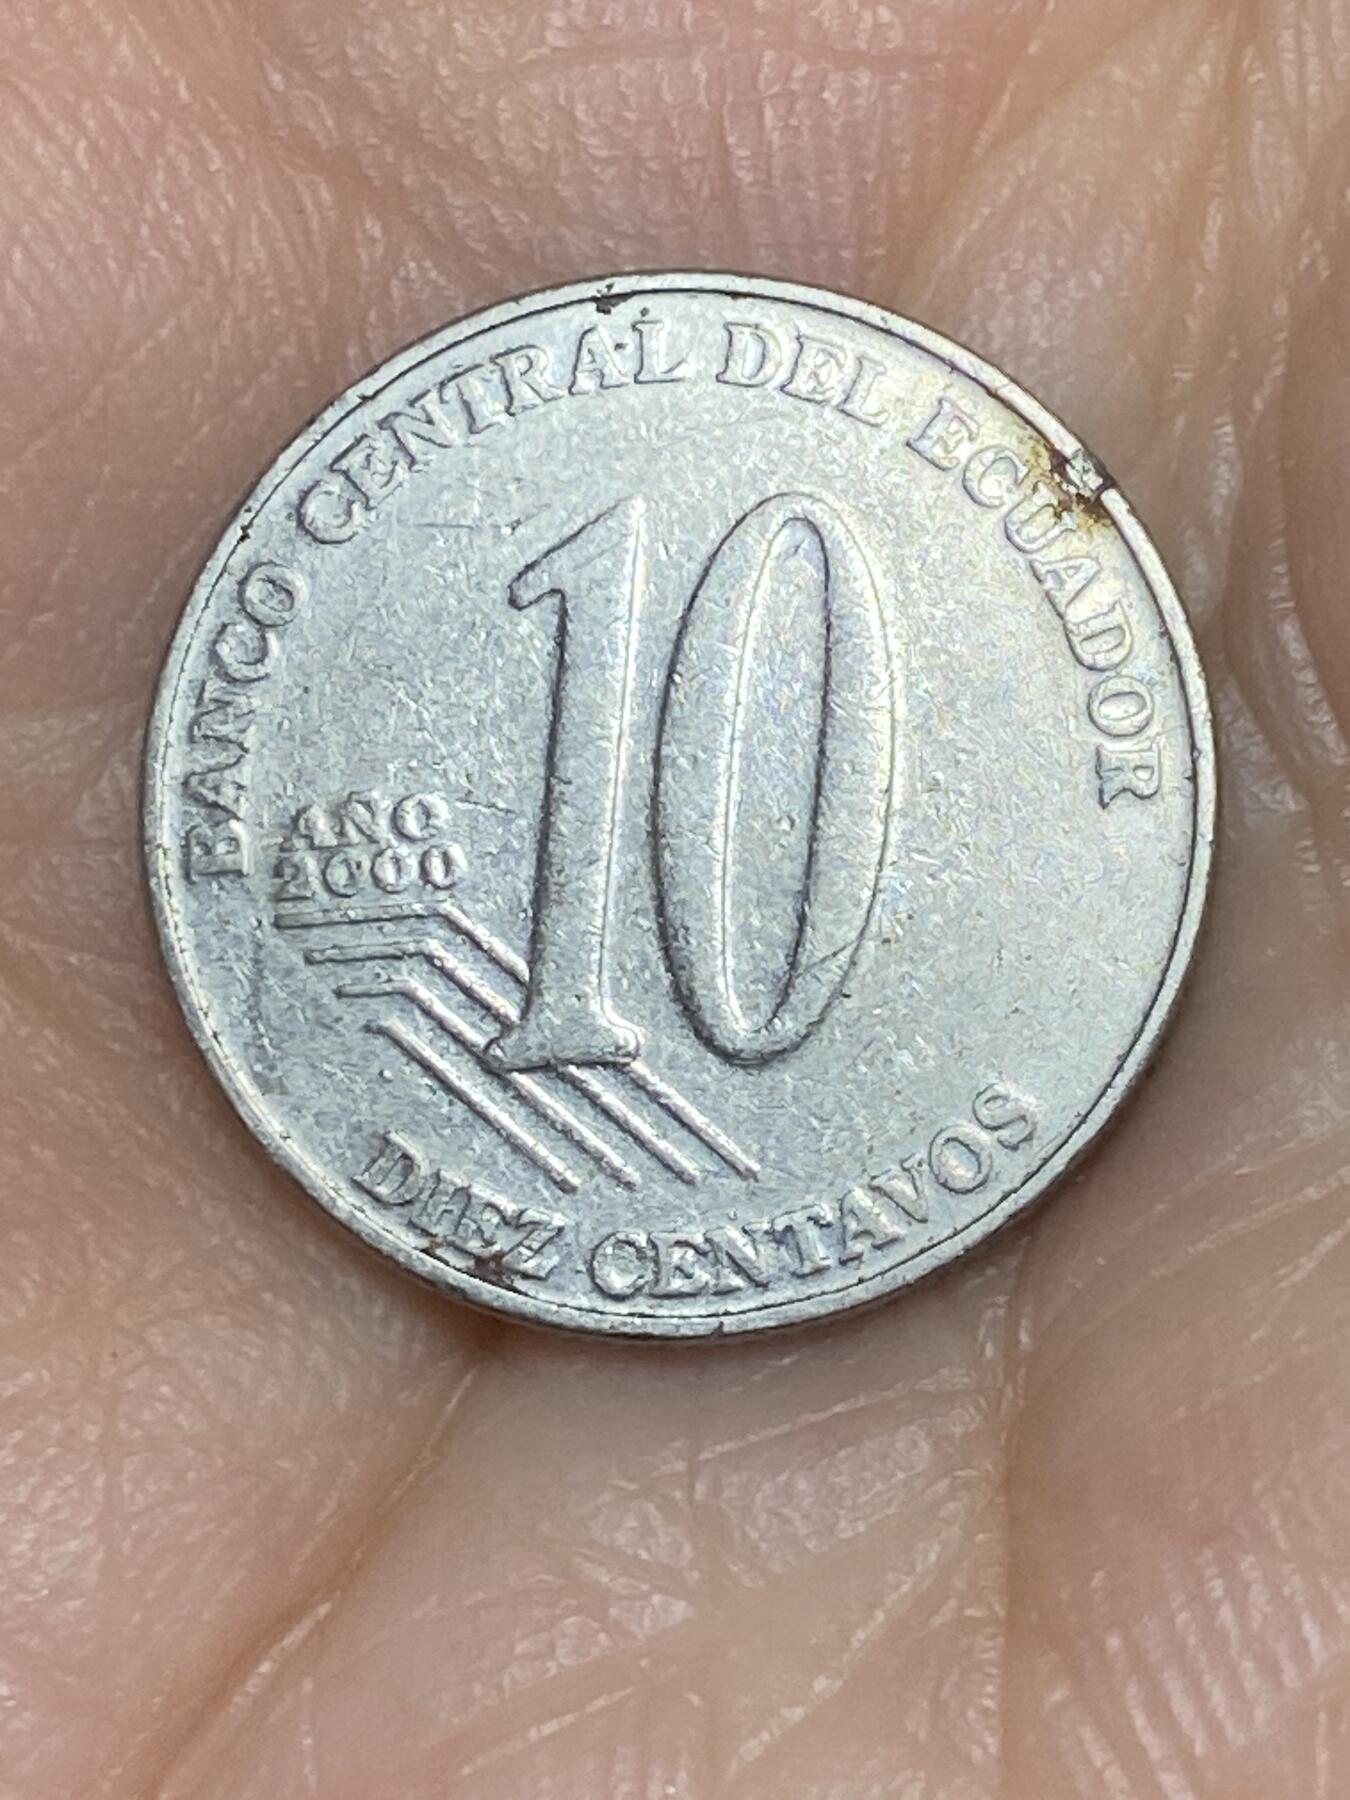 BANCO CENTRAL DEL ECUADOR
10
AÑO
2000
DIEZ CENTAVOS